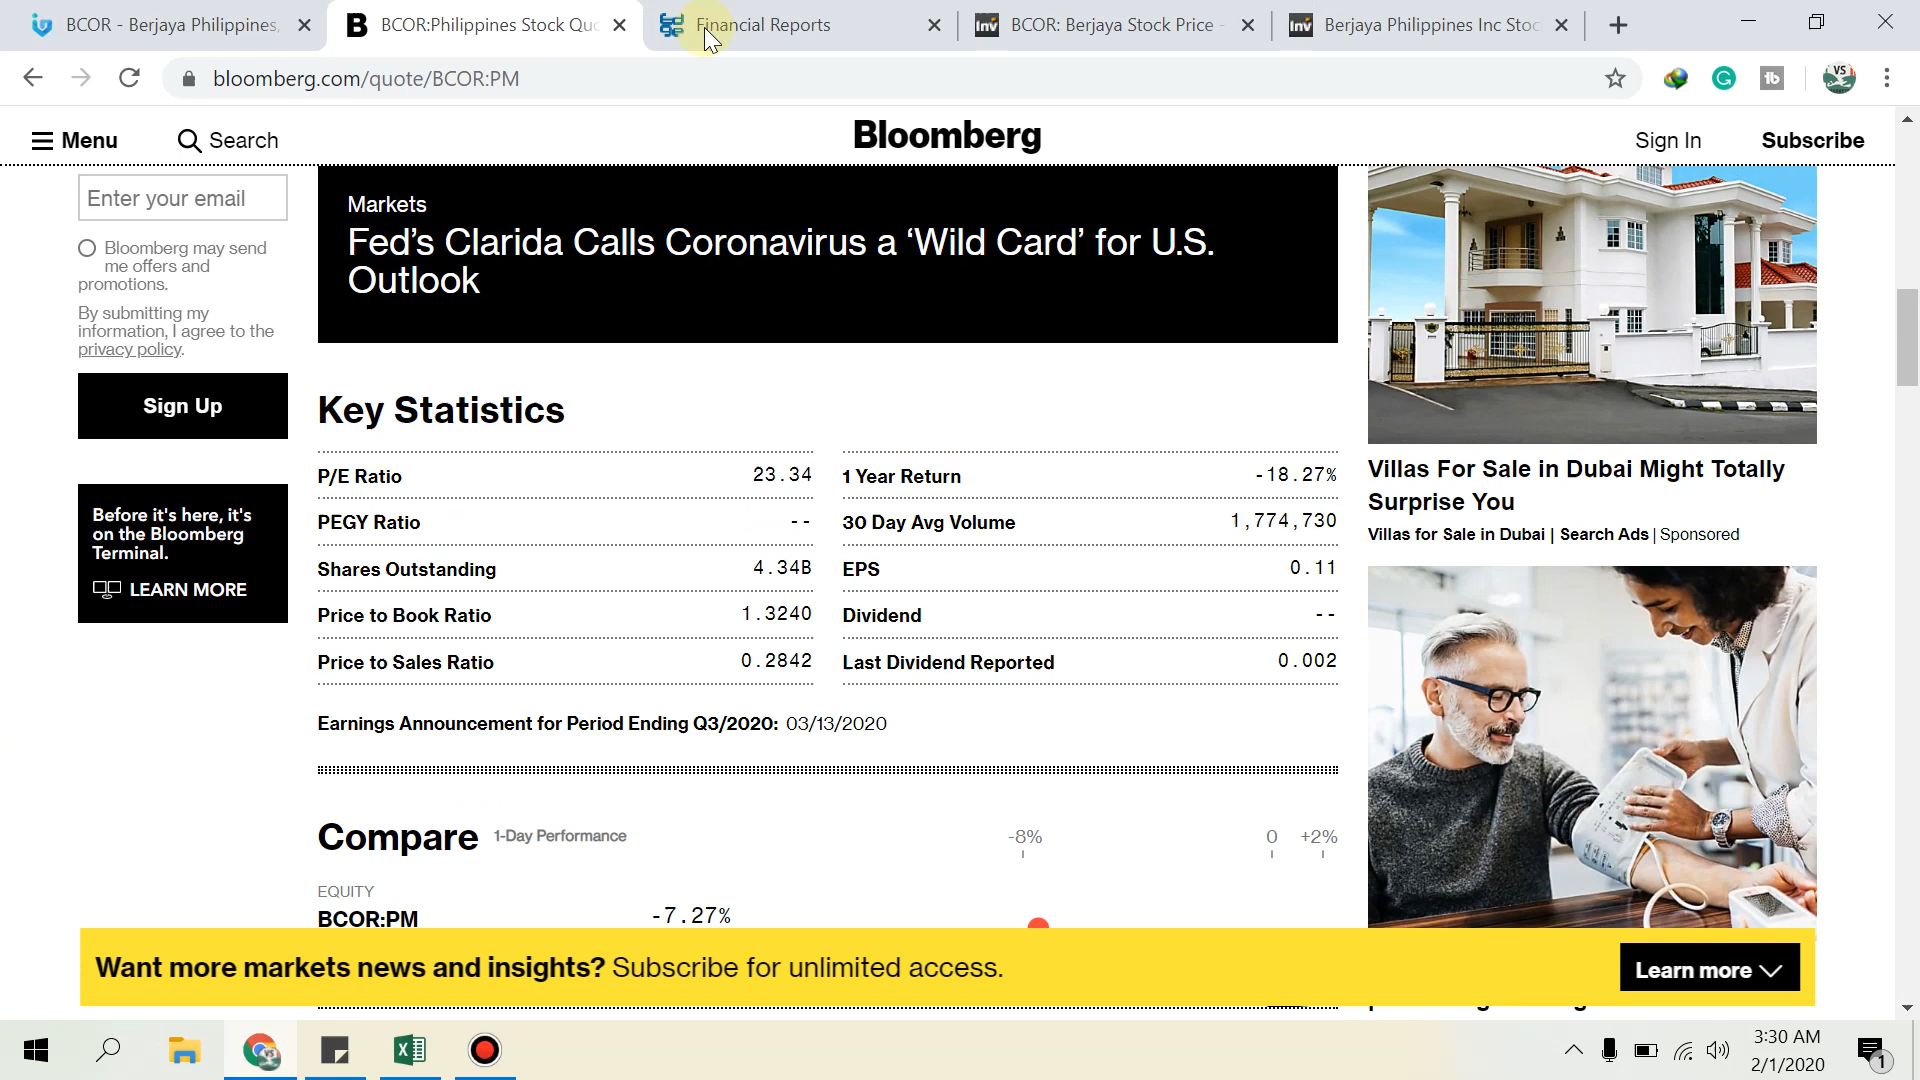 BCOR - Berjaya Philippines,
BCOR:Philippines Stock Quo
Financial Reports
BCOR: Berjaya Stock Price -
Berjaya Philippines Inc Stoc
bloomberg.com/quote/BCOR:PM
Menu
Search
Bloomberg
Sign In
Subscribe
Enter your email
Bloomberg may send
me offers and
promotions.
By submitting my
information, I agree to the
privacy policy.
Sign Up
Before it's here, it's
on the Bloomberg
Terminal.
LEARN MORE
Markets
Fed's Clarida Calls Coronavirus a 'Wild Card' for U.S.
Outlook
Key Statistics
P/E Ratio 23.34
PEGY Ratio --
Shares Outstanding 4.34B
Price to Book Ratio 1.3240
Price to Sales Ratio 0.2842
1 Year Return -18.27%
30 Day Avg Volume 1,774,730
EPS 0.11
Dividend --
Last Dividend Reported 0.002
Earnings Announcement for Period Ending Q3/2020: 03/13/2020
Compare 1-Day Performance -8% 0 +2%
EQUITY
BCOR:PM -7.27%
Villas For Sale in Dubai Might Totally
Surprise You
Villas for Sale in Dubai | Search Ads | Sponsored
Want more markets news and insights? Subscribe for unlimited access.
Learn more
3:30 AM
2/1/2020
1